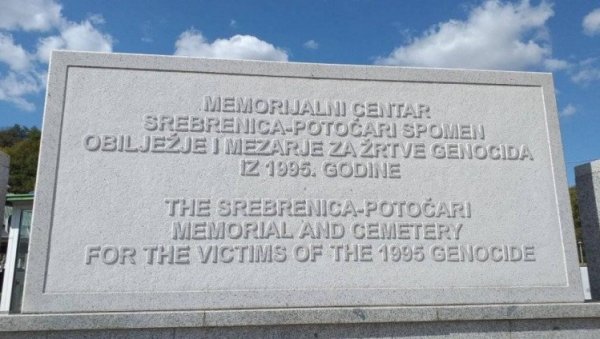 MEMORIJALNI CENTAR
SREBRENICA-POTOČARI SPOMEN
OBILJEŽJE I MEZARJE ZA ŽRTVE GENOCIDA
IZ 1995. GODINE
THE SREBRENICA-POTOČARI
MEMORIAL AND CEMETERY
FOR THE VICTIMS OF THE 1995 GENOCIDE